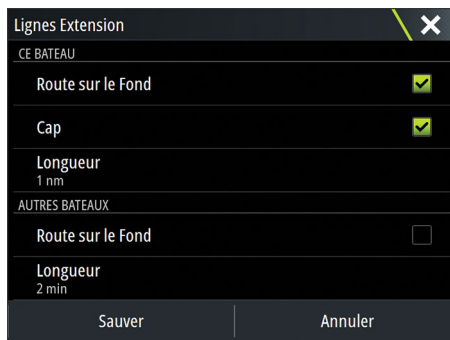 Lignes Extension
CE BATEAU
Route sur le Fond
Cap
Longueur
1 nm
AUTRES BATEAUX
Route sur le Fond
Longueur
2 min
Sauver
Annuler